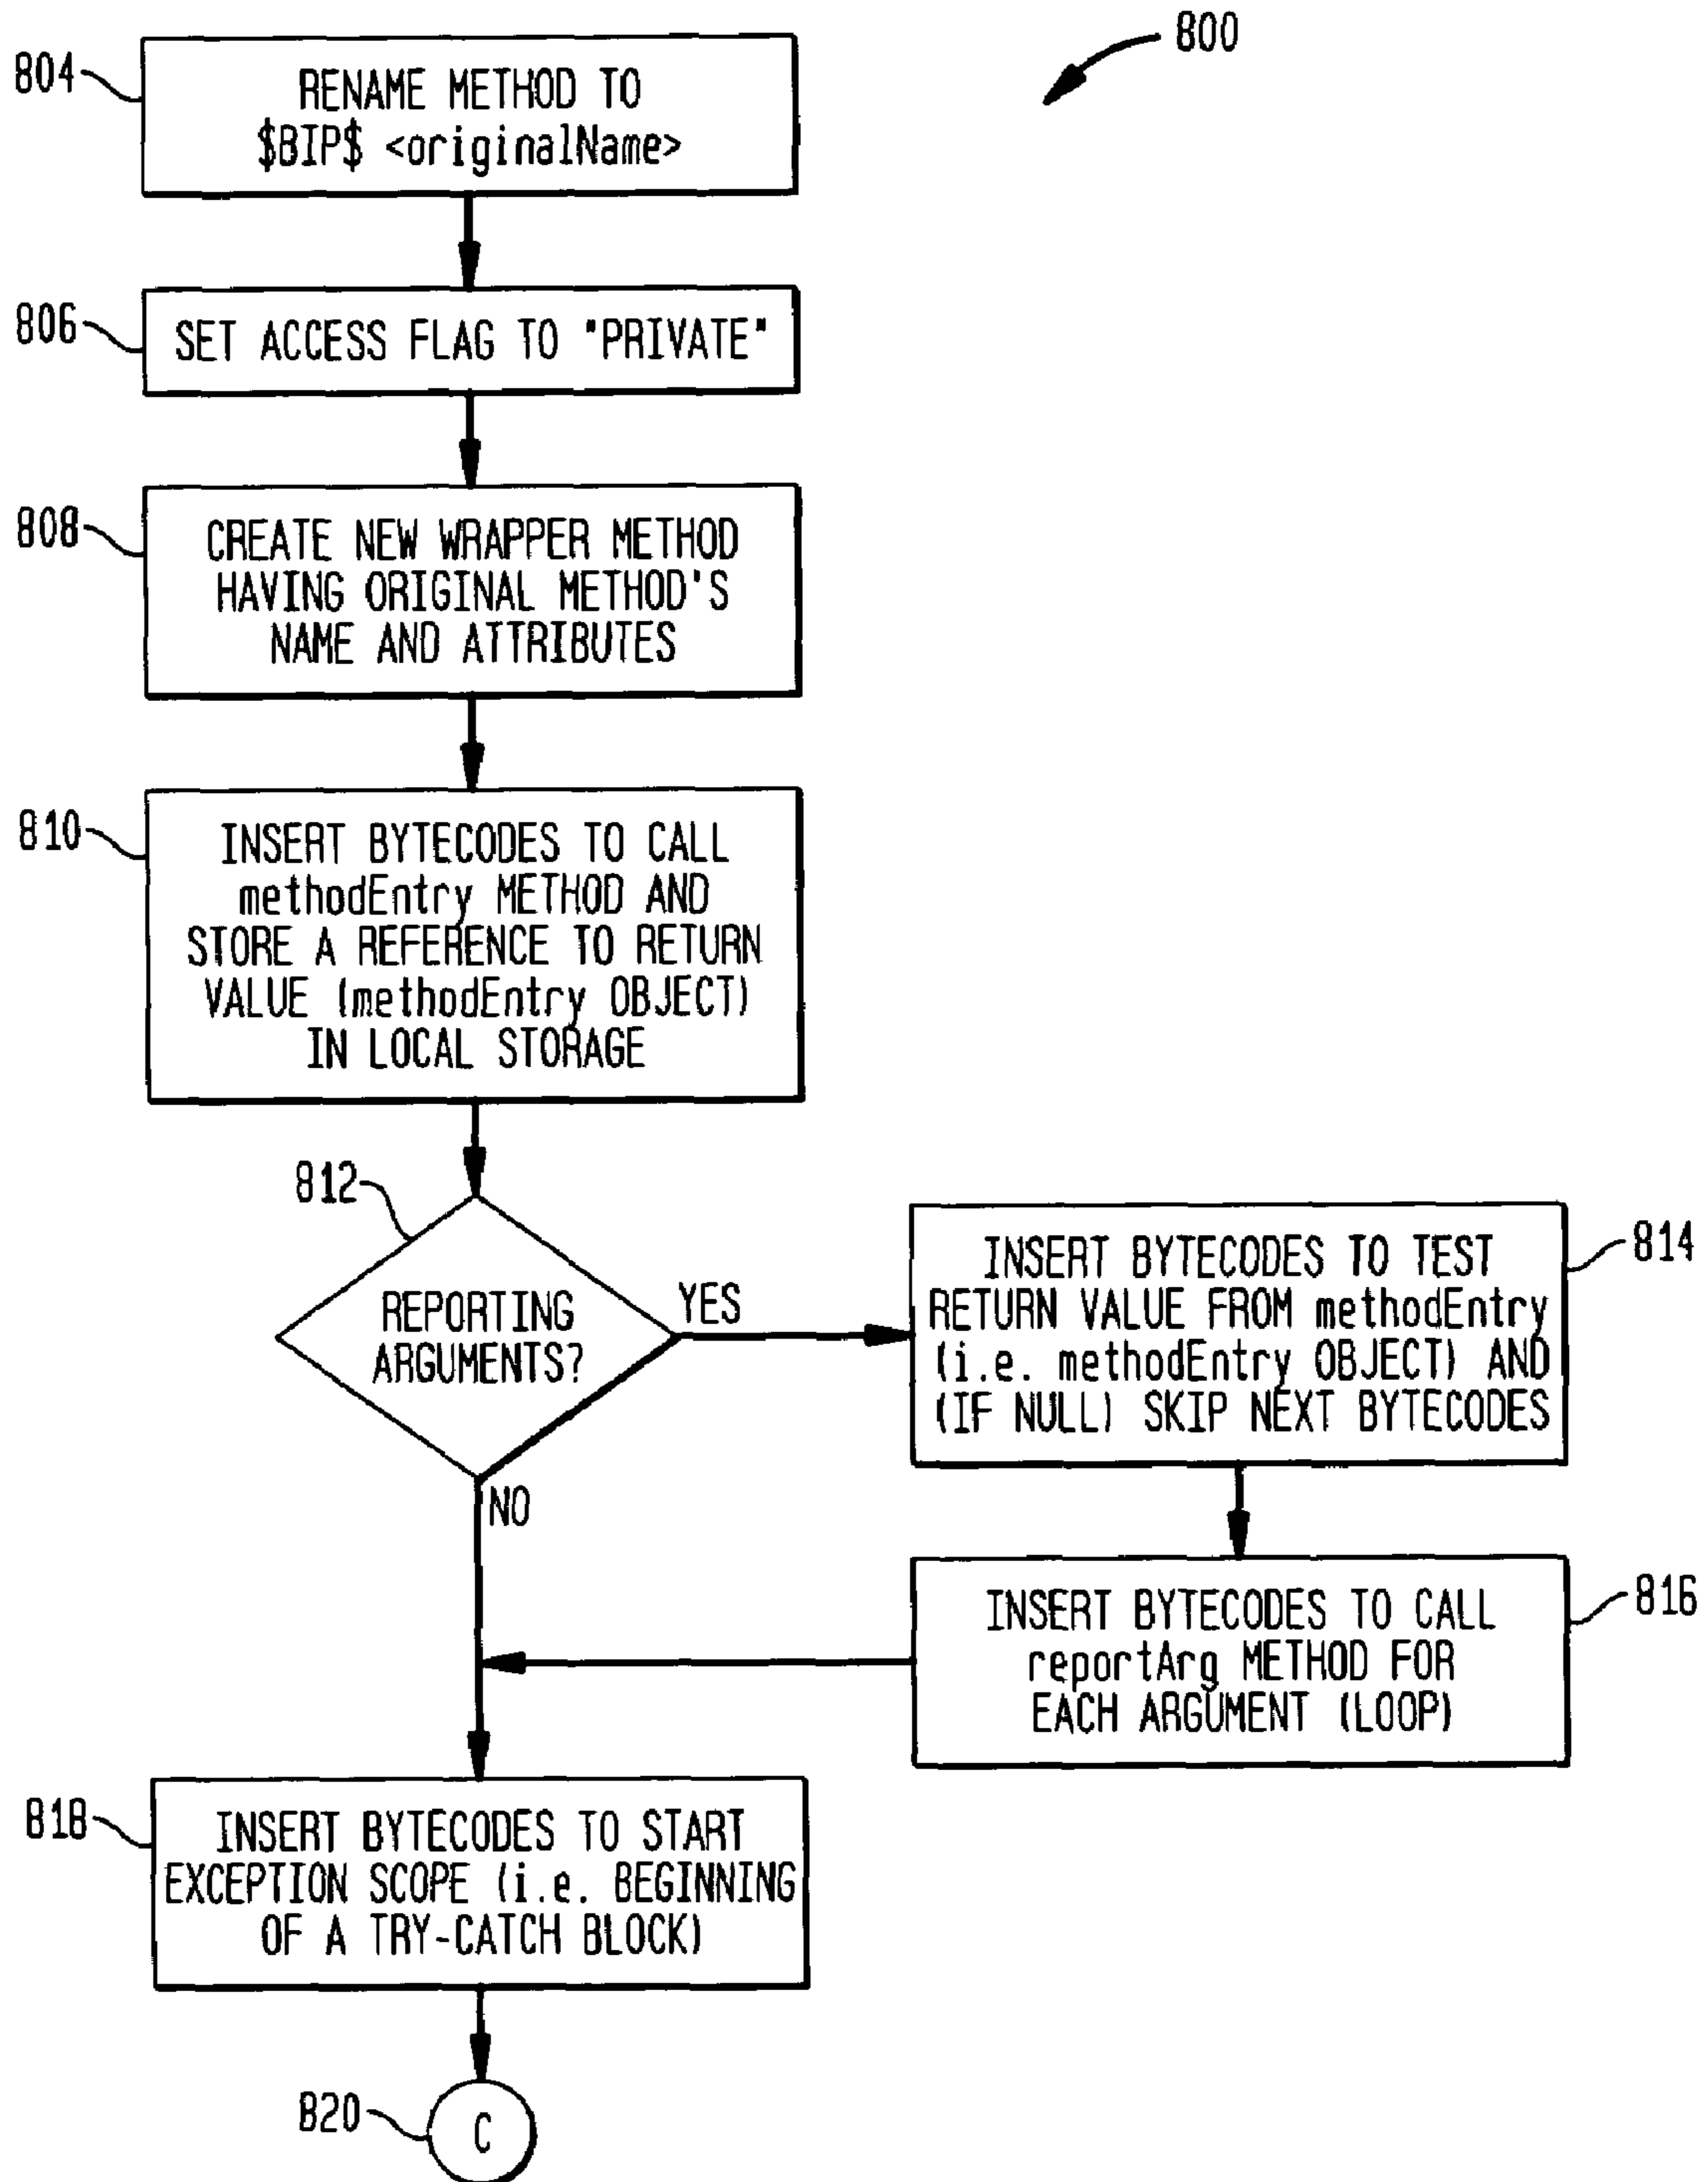 800
804
RENAME METHOD TO
$BIP$ <originalName>
806
SET ACCESS FLAG TO "PRIVATE"
808
CREATE NEW WRAPPER METHOD
HAVING ORIGINAL METHOD'S
NAME AND ATTRIBUTES
810
INSERT BYTECODES TO CALL
methodEntry METHOD AND
STORE A REFERENCE TO RETURN
VALUE (methodEntry OBJECT)
IN LOCAL STORAGE
812
REPORTING
ARGUMENTS?
YES
NO
814
INSERT BYTECODES TO TEST
RETURN VALUE FROM methodEntry
(i.e. methodEntry OBJECT) AND
(IF NULL) SKIP NEXT BYTECODES
816
INSERT BYTECODES TO CALL
reportArg METHOD FOR
EACH ARGUMENT (LOOP)
818
INSERT BYTECODES TO START
EXCEPTION SCOPE (i.e. BEGINNING
OF A TRY-CATCH BLOCK)
820
C